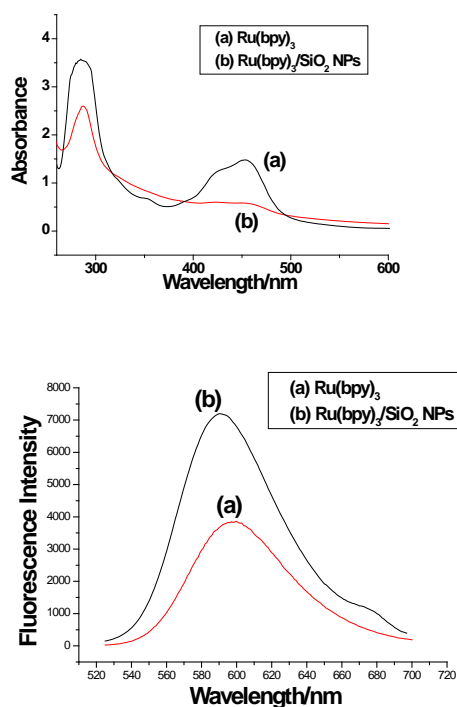 (a) Ru(bpy)₃
(b) Ru(bpy)₃/SiO₂ NPs
Absorbance
4
3
2
1
0
(a)
(b)
300 400 500 600
Wavelength/nm
(a) Ru(bpy)₃
(b) Ru(bpy)₃/SiO₂ NPs
Fluorescence Intensity
8000
7000
6000
5000
4000
3000
2000
1000
0
(b)
(a)
520 540 560 580 600 620 640 660 680 700 720
Wavelength/nm